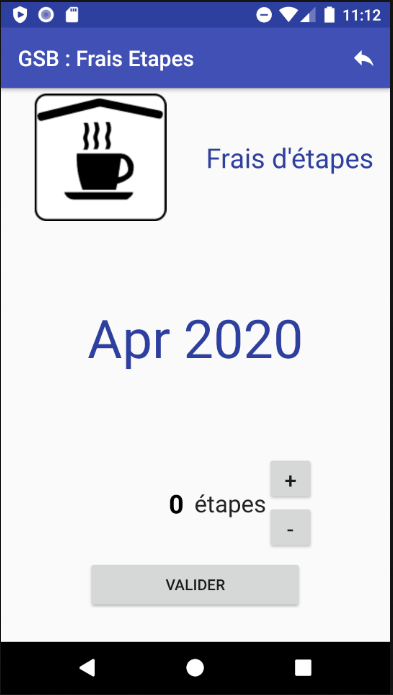 11:12
GSB : Frais Etapes
Frais d'étapes
Apr 2020
+
0 étapes
-
VALIDER